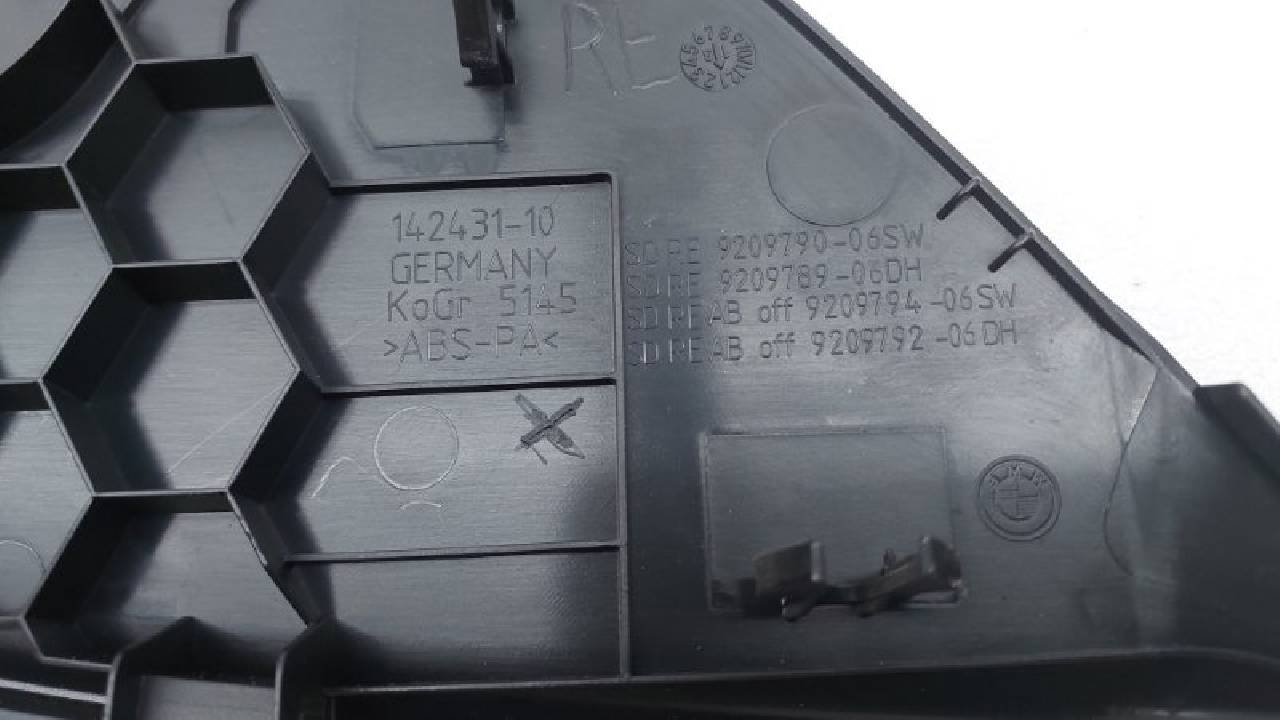 RE
142431-10
GERMANY
KoGr 5145
>ABS-PA<
SD RE 9209790-06SW
SD RE 9209789-06DH
SD RE AB off 9209794-06SW
SD RE AB off 9209792-06DH
BMW